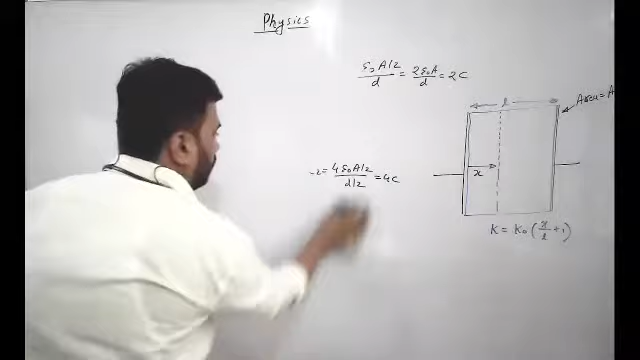 Physics
ε₀A/2 / d = 2ε₀A / d = 2C
l
Area = A
= 4ε₀A/2 / d/2 = 4C
x
K = K₀ (x/l + 1)